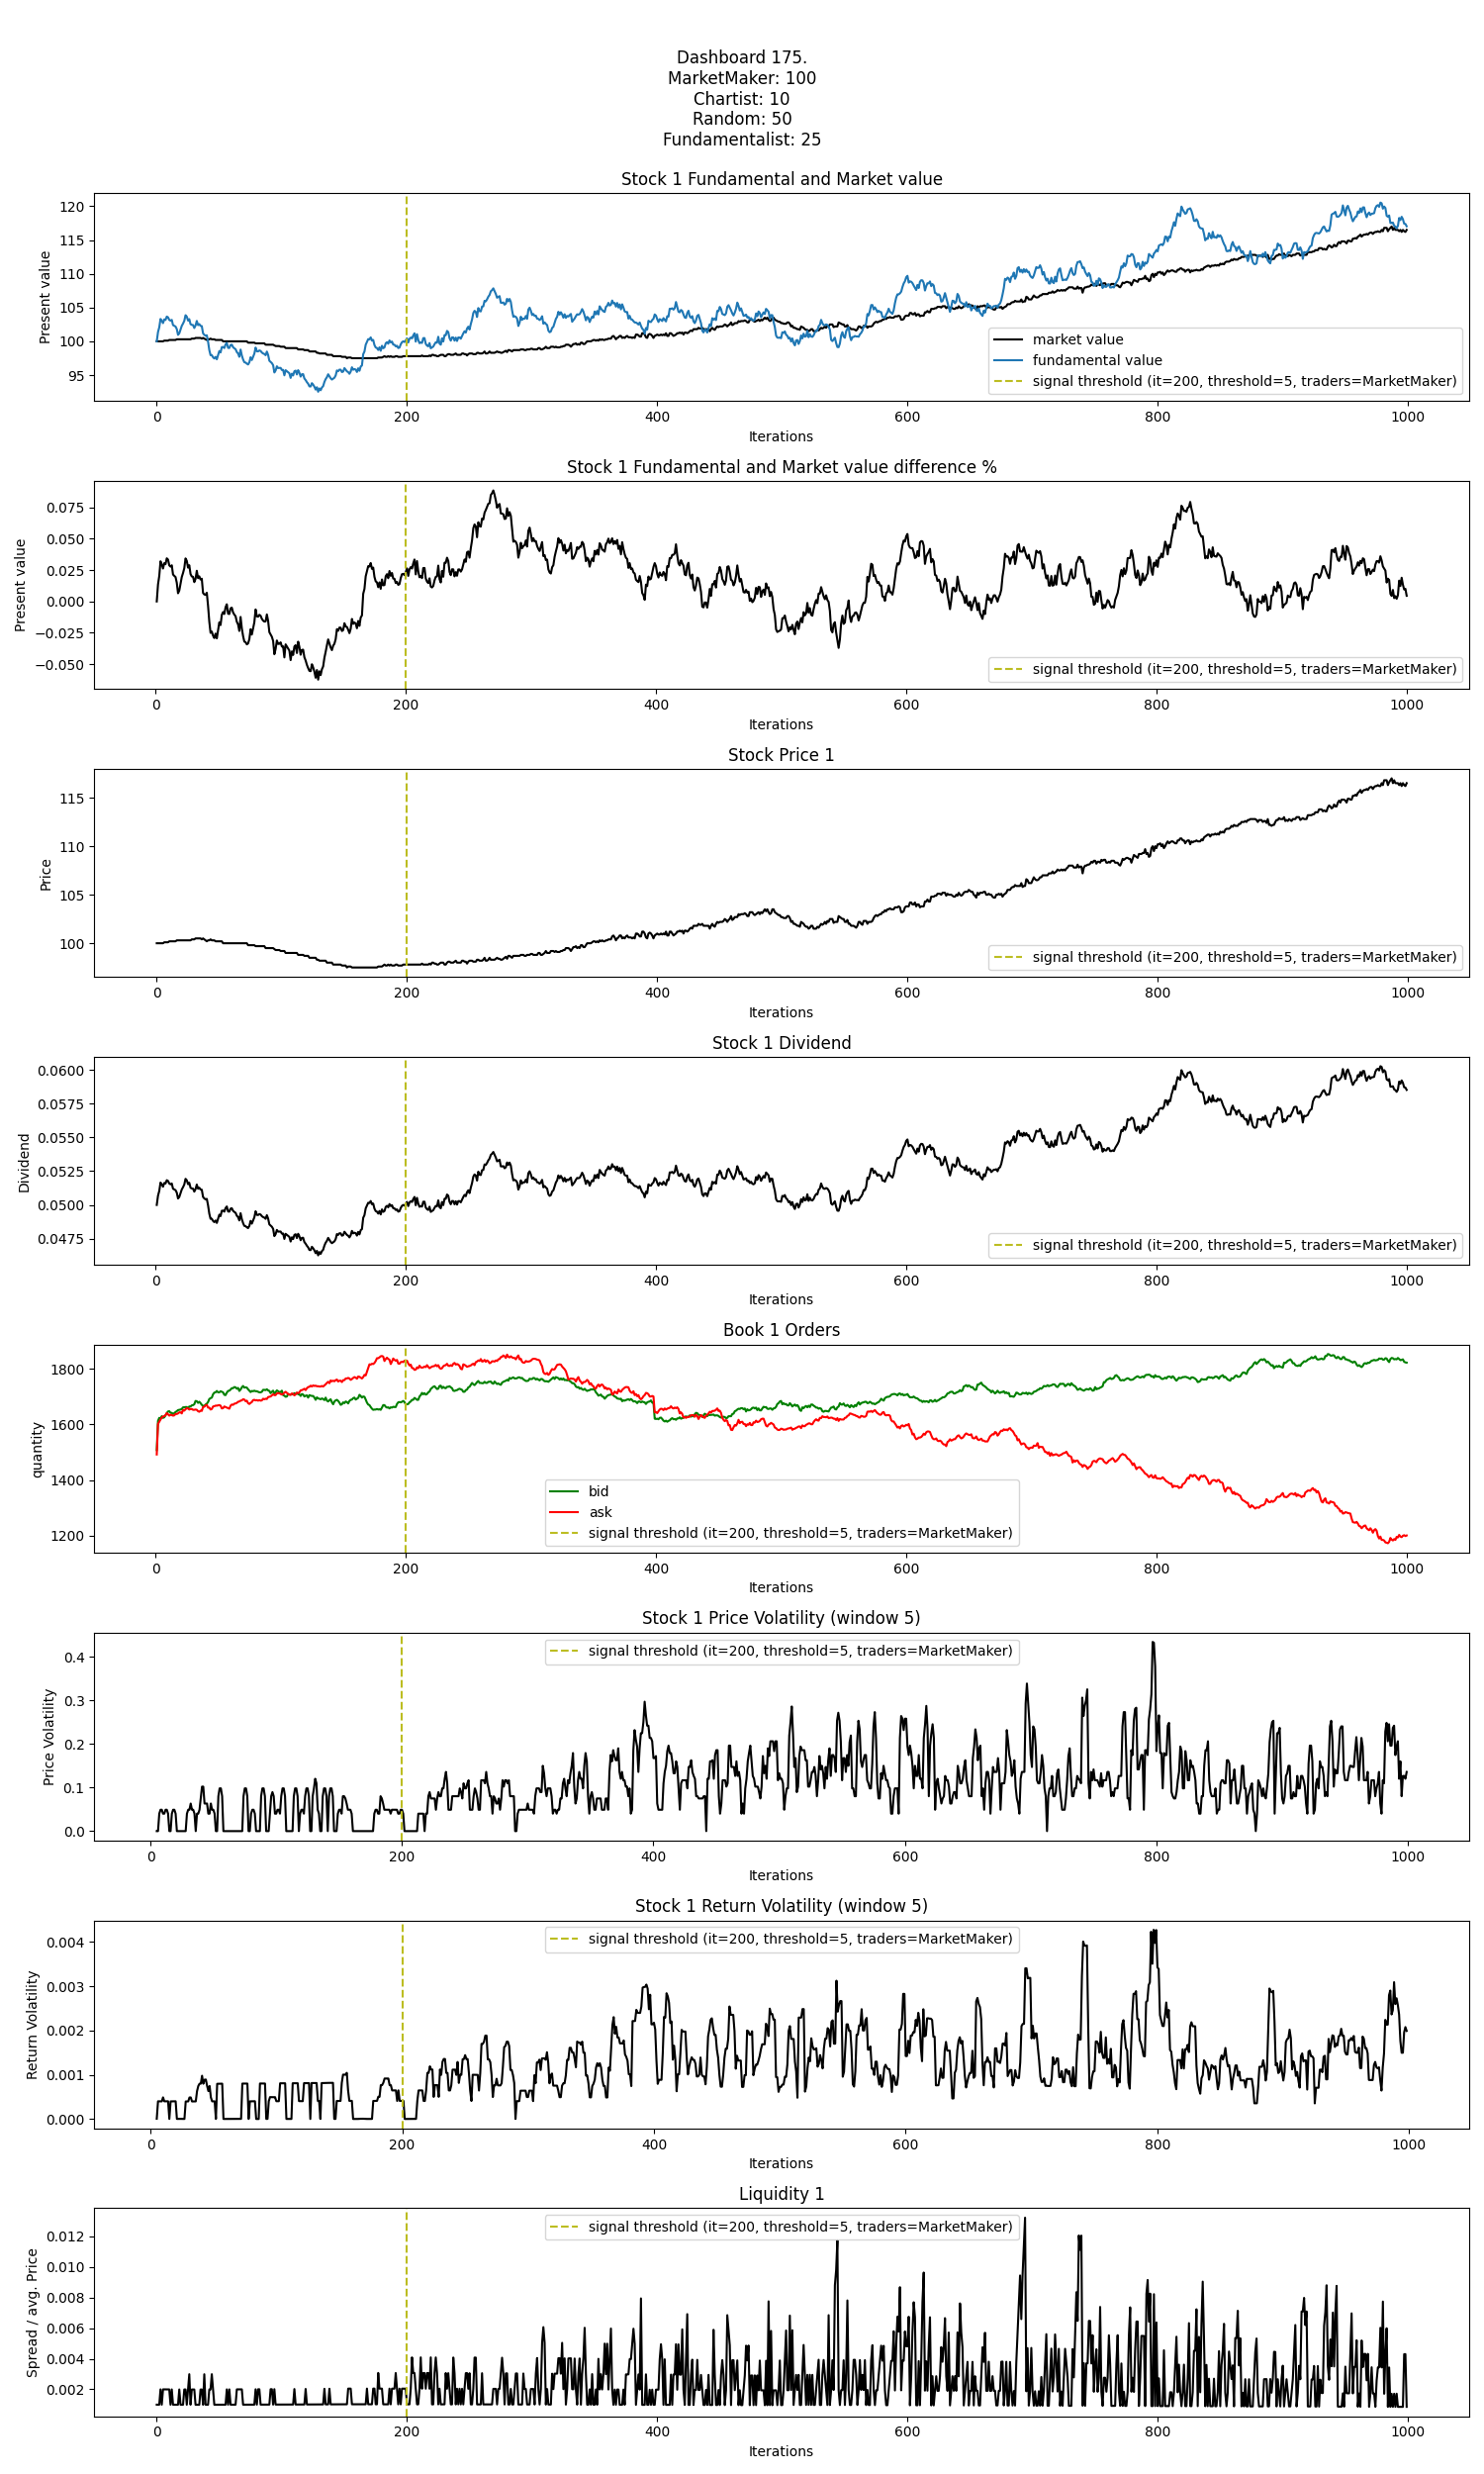 Dashboard 175.
MarketMaker: 100
Chartist: 10
Random: 50
Fundamentalist: 25
Stock 1 Fundamental and Market value
Present value
120
115
110
105
100
95
market value
fundamental value
signal threshold (it=200, threshold=5, traders=MarketMaker)
0 200 400 600 800 1000
Iterations
Stock 1 Fundamental and Market value difference %
Present value
0.075
0.050
0.025
0.000
−0.025
−0.050
signal threshold (it=200, threshold=5, traders=MarketMaker)
0 200 400 600 800 1000
Iterations
Stock Price 1
Price
115
110
105
100
signal threshold (it=200, threshold=5, traders=MarketMaker)
0 200 400 600 800 1000
Iterations
Stock 1 Dividend
Dividend
0.0600
0.0575
0.0550
0.0525
0.0500
0.0475
signal threshold (it=200, threshold=5, traders=MarketMaker)
0 200 400 600 800 1000
Iterations
Book 1 Orders
quantity
1800
1600
1400
1200
bid
ask
signal threshold (it=200, threshold=5, traders=MarketMaker)
0 200 400 600 800 1000
Iterations
Stock 1 Price Volatility (window 5)
Price Volatility
0.4
0.3
0.2
0.1
0.0
signal threshold (it=200, threshold=5, traders=MarketMaker)
0 200 400 600 800 1000
Iterations
Stock 1 Return Volatility (window 5)
Return Volatility
0.004
0.003
0.002
0.001
0.000
signal threshold (it=200, threshold=5, traders=MarketMaker)
0 200 400 600 800 1000
Iterations
Liquidity 1
Spread / avg. Price
0.012
0.010
0.008
0.006
0.004
0.002
signal threshold (it=200, threshold=5, traders=MarketMaker)
0 200 400 600 800 1000
Iterations